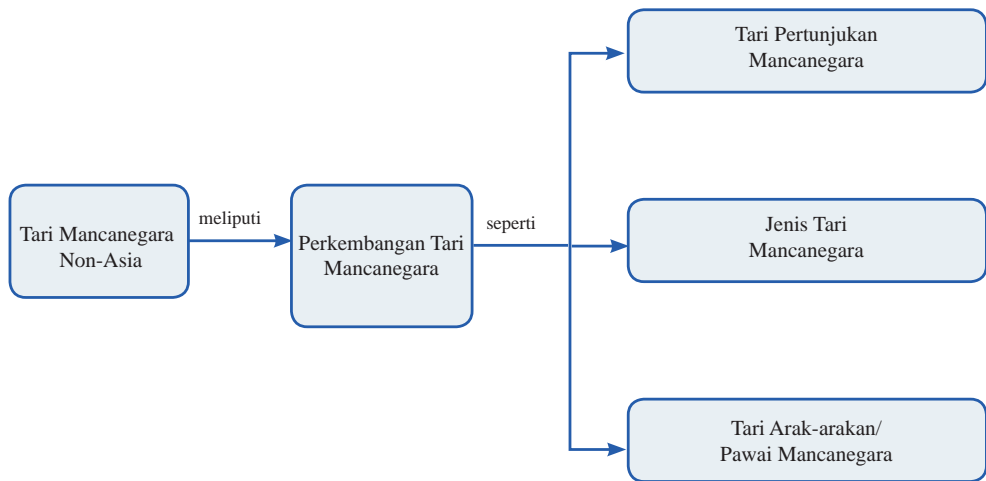 Tari Mancanegara
Non-Asia
meliputi
Perkembangan Tari
Mancanegara
seperti
Tari Pertunjukan
Mancanegara
Jenis Tari
Mancanegara
Tari Arak-arakan/
Pawai Mancanegara